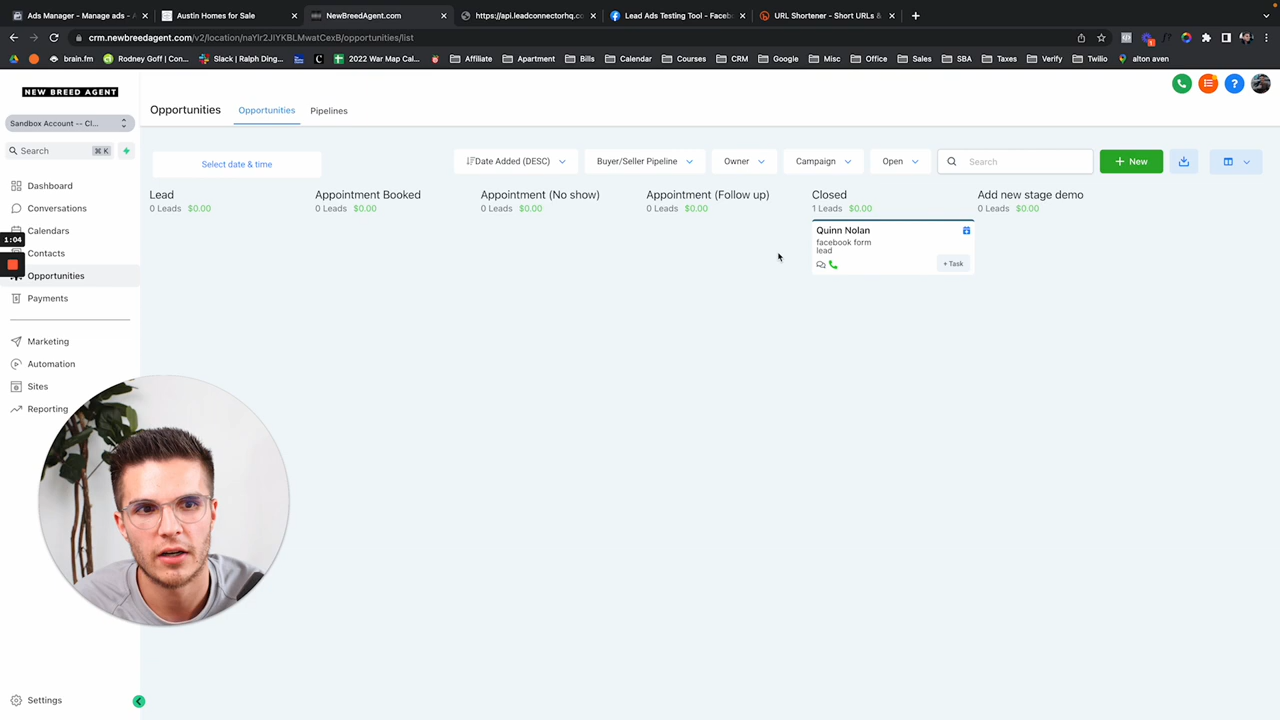 Ads Manager - Manage ads - A
Austin Homes for Sale
NewBreedAgent.com
https://api.leadconnectorhq.co
Lead Ads Testing Tool - Faceb
URL Shortener - Short URLs &
crm.newbreedagent.com/v2/location/naYlr2JIYKBLMwatCexB/opportunities/list
brain.fm
Rodney Goff | Con...
Slack | Ralph Ding...
2022 War Map Cal...
Affiliate
Apartment
Bills
Calendar
Courses
CRM
Google
Misc
Office
Sales
SBA
Taxes
Verify
Twillo
alton aven
NEW BREED AGENT
Opportunities
Opportunities
Pipelines
Sandbox Account -- Cl...
Search
⌘ K
Select date & time
Date Added (DESC)
Buyer/Seller Pipeline
Owner
Campaign
Open
Search
+ New
Dashboard
Conversations
Calendars
1:04
Contacts
Opportunities
Payments
Marketing
Automation
Sites
Reporting
Settings
Lead
0 Leads $0.00
Appointment Booked
0 Leads $0.00
Appointment (No show)
0 Leads $0.00
Appointment (Follow up)
0 Leads $0.00
Closed
1 Leads $0.00
Add new stage demo
0 Leads $0.00
Quinn Nolan
facebook form
lead
+ Task